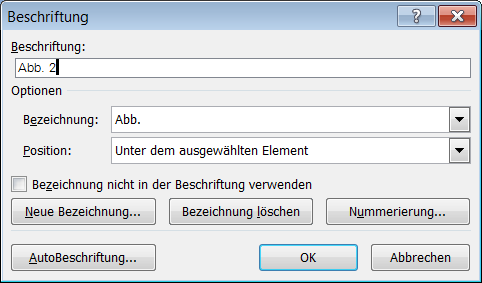 Beschriftung
Beschriftung:
Abb. 2
Optionen
Bezeichnung: Abb.
Position: Unter dem ausgewählten Element
Bezeichnung nicht in der Beschriftung verwenden
Neue Bezeichnung... Bezeichnung löschen Nummerierung...
AutoBeschriftung... OK Abbrechen